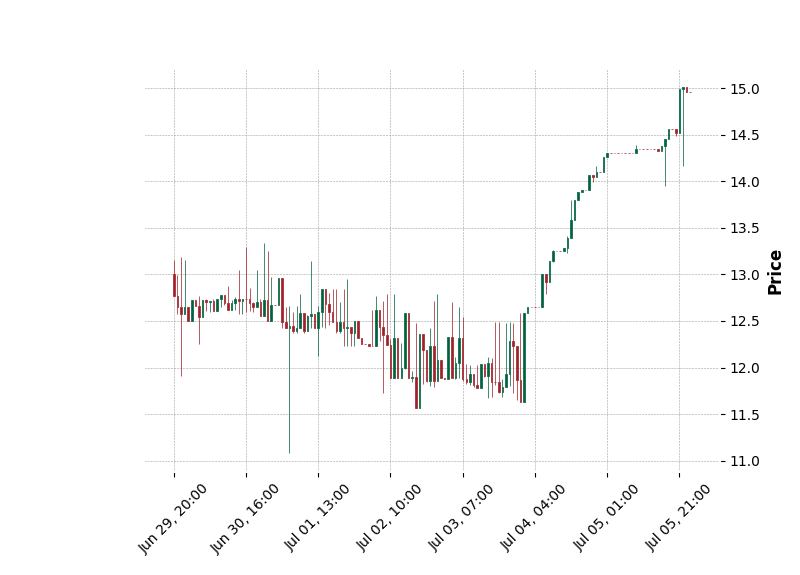 15.0
14.5
14.0
13.5
13.0
12.5
12.0
11.5
11.0
Price
Jun 29, 20:00
Jun 30, 16:00
Jul 01, 13:00
Jul 02, 10:00
Jul 03, 07:00
Jul 04, 04:00
Jul 05, 01:00
Jul 05, 21:00